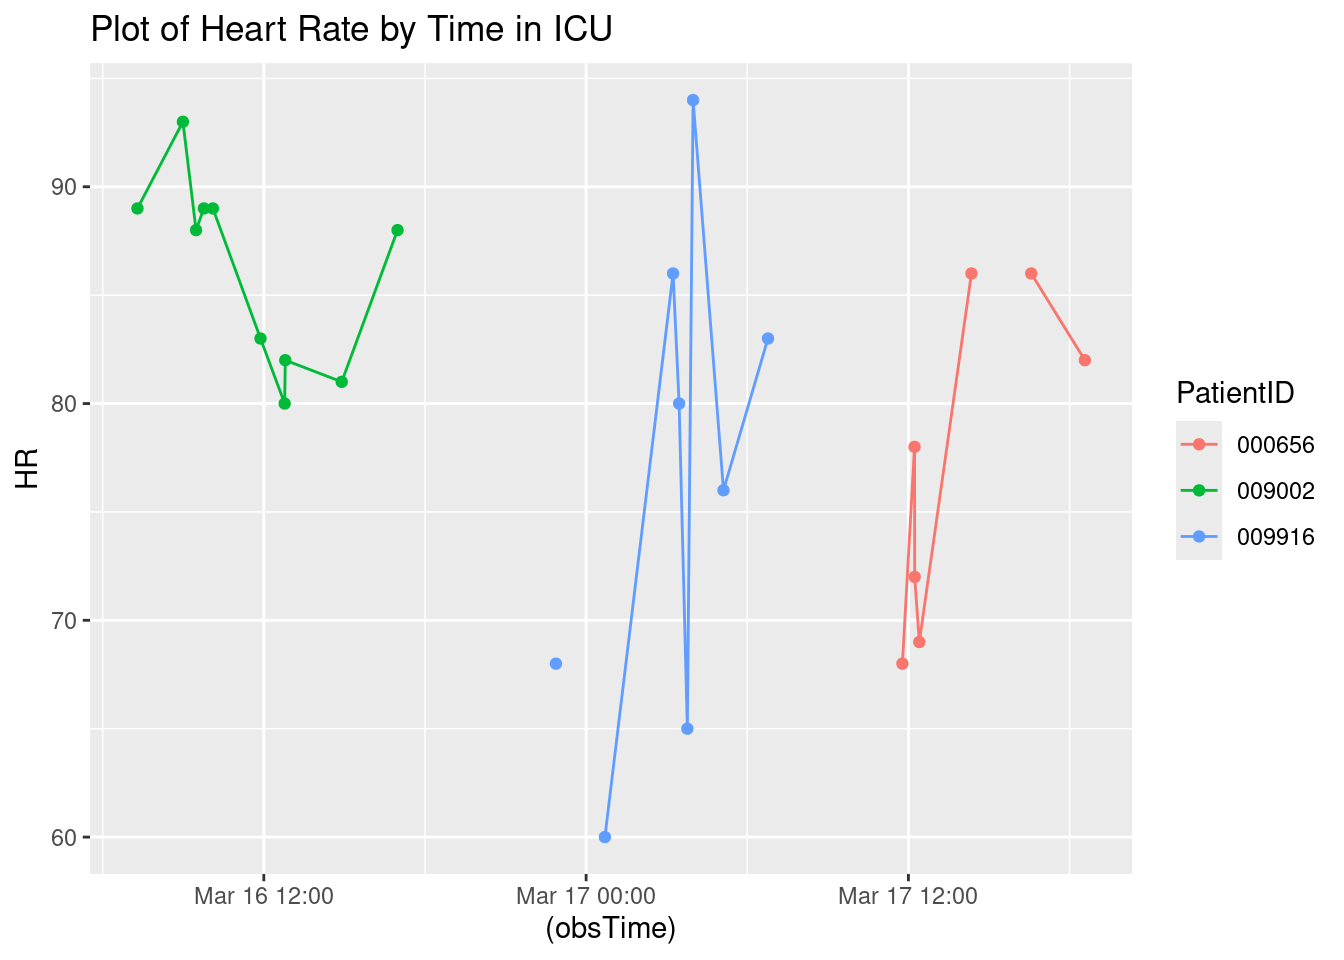 Plot of Heart Rate by Time in ICU
HR
90
80
70
60
Mar 16 12:00
Mar 17 00:00
Mar 17 12:00
(obsTime)
PatientID
000656
009002
009916